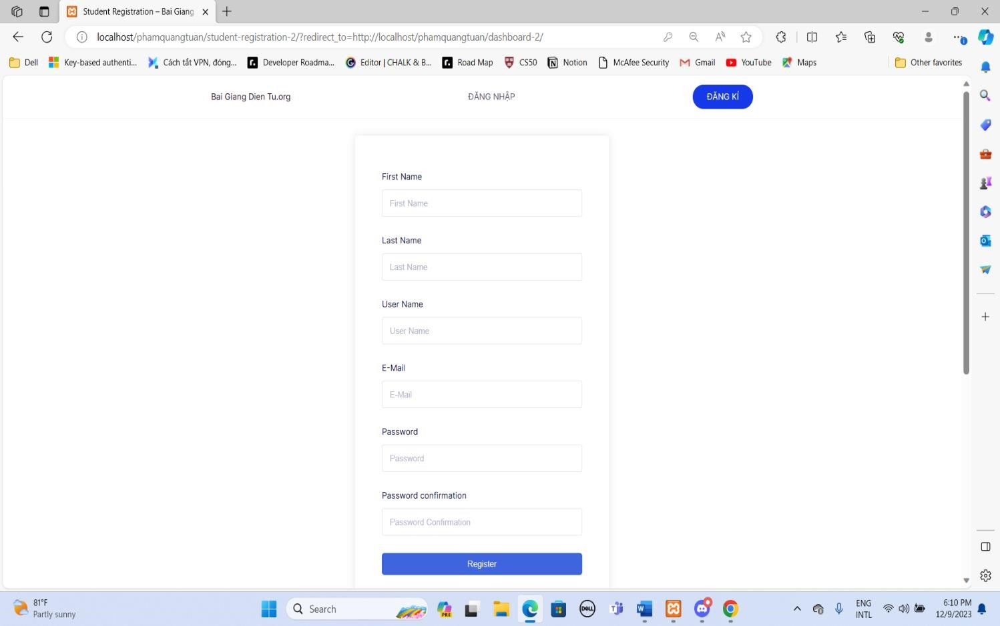 Student Registration – Bai Giang
localhost/phamquangtuan/student-registration-2/?redirect_to=http://localhost/phamquangtuan/dashboard-2/
Dell Key-based authenti... Cách tắt VPN, đóng... Developer Roadma... Editor | CHALK & B... Road Map CS50 Notion McAfee Security Gmail YouTube Maps Other favorites
Bai Giang Dien Tu.org ĐĂNG NHẬP ĐĂNG KÍ
First Name
First Name
Last Name
Last Name
User Name
User Name
E-Mail
E-Mail
Password
Password
Password confirmation
Password Confirmation
Register
81°F
Partly sunny
Search
PRE
DELL
ENG
INTL
6:10 PM
12/9/2023